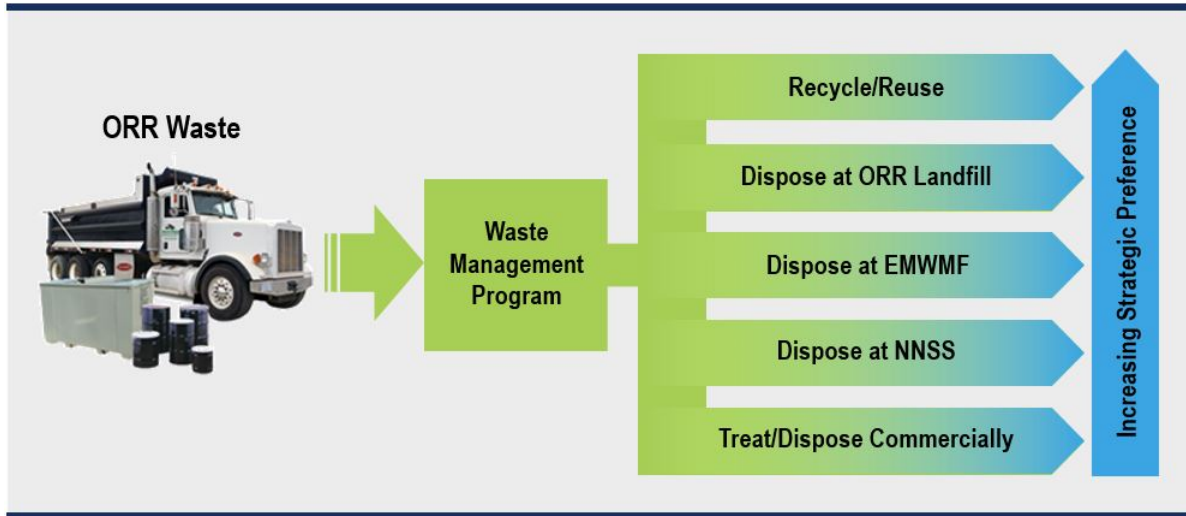 ORR Waste
Waste
Management
Program
Recycle/Reuse
Dispose at ORR Landfill
Dispose at EMWMF
Dispose at NNSS
Treat/Dispose Commercially
Increasing Strategic Preference